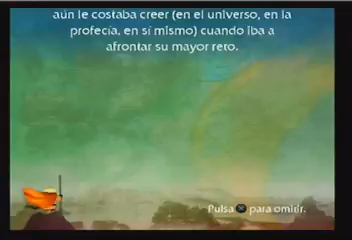 aún le costaba creer (en el universo, en la
profecía, en sí mismo) cuando iba a
afrontar su mayor reto.
Pulsa para omitir.